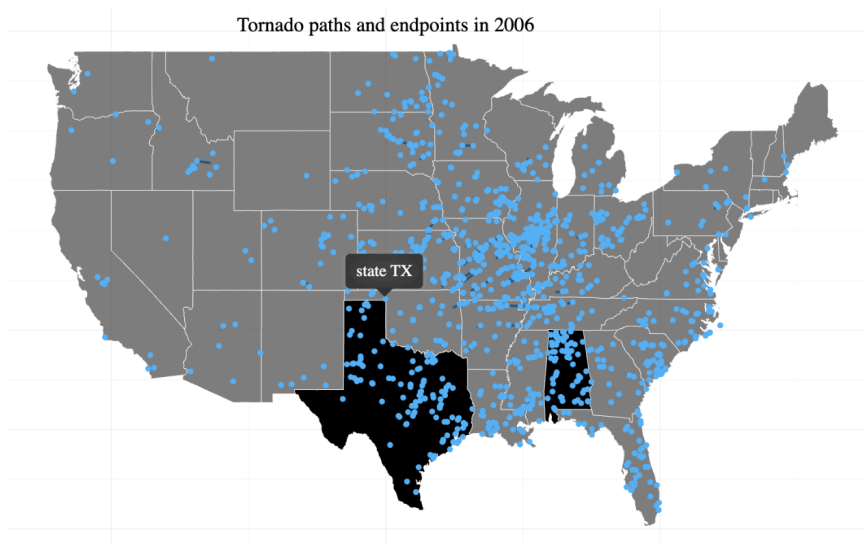 Tornado paths and endpoints in 2006
state TX